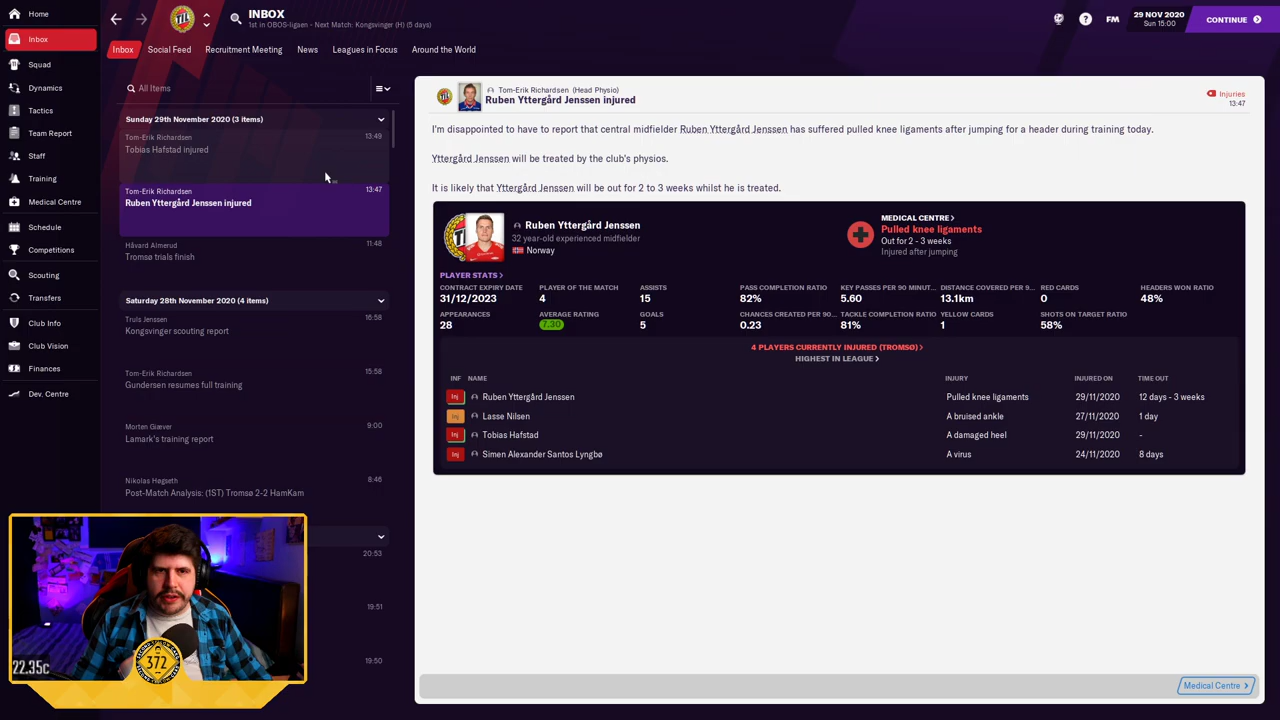 Home
Inbox
Squad
Dynamics
Tactics
Team Report
Staff
Training
Medical Centre
Schedule
Competitions
Scouting
Transfers
Club Info
Club Vision
Finances
Dev. Centre
INBOX
1st in OBOS-ligaen - Next Match: Kongsvinger (H) (5 days)
FM
29 NOV 2020
Sun 15:00
CONTINUE
Inbox
Social Feed
Recruitment Meeting
News
Leagues in Focus
Around the World
All Items
Sunday 29th November 2020 (3 items)
Tom-Erik Richardsen 13:49
Tobias Hafstad injured
Tom-Erik Richardsen 13:47
Ruben Yttergård Jenssen injured
Håvard Almerud 11:48
Tromsø trials finish
Saturday 28th November 2020 (4 items)
Truls Jenssen 16:58
Kongsvinger scouting report
Tom-Erik Richardsen 15:58
Gundersen resumes full training
Morten Giæver 9:00
Lamark's training report
Nikolas Høgseth 8:46
Post-Match Analysis: (1ST) Tromsø 2-2 HamKam
20:53
19:51
19:50
372
22.35c
Tom-Erik Richardsen (Head Physio)
Ruben Yttergård Jenssen injured
Injuries
13:47
I'm disappointed to have to report that central midfielder Ruben Yttergård Jenssen has suffered pulled knee ligaments after jumping for a header during training today.
Yttergård Jenssen will be treated by the club's physios.
It is likely that Yttergård Jenssen will be out for 2 to 3 weeks whilst he is treated.
Ruben Yttergård Jenssen
32 year-old experienced midfielder
Norway
MEDICAL CENTRE
Pulled knee ligaments
Out for 2 - 3 weeks
Injured after jumping
PLAYER STATS
CONTRACT EXPIRY DATE PLAYER OF THE MATCH ASSISTS PASS COMPLETION RATIO KEY PASSES PER 90 MINUT... DISTANCE COVERED PER 9... RED CARDS HEADERS WON RATIO
31/12/2023 4 15 82% 5.60 13.1km 0 48%
APPEARANCES AVERAGE RATING GOALS CHANCES CREATED PER 90... TACKLE COMPLETION RATIO YELLOW CARDS SHOTS ON TARGET RATIO
28 7.30 5 0.23 81% 1 58%
4 PLAYERS CURRENTLY INJURED (TROMSØ)
HIGHEST IN LEAGUE
INF NAME INJURY INJURED ON TIME OUT
Inj Ruben Yttergård Jenssen Pulled knee ligaments 29/11/2020 12 days - 3 weeks
Inj Lasse Nilsen A bruised ankle 27/11/2020 1 day
Inj Tobias Hafstad A damaged heel 29/11/2020 -
Inj Simen Alexander Santos Lyngbø A virus 24/11/2020 8 days
Medical Centre